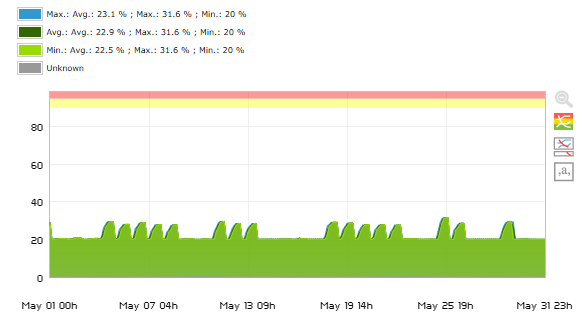 Max.: Avg.: 23.1 % ; Max.: 31.6 % ; Min.: 20 %
Avg.: Avg.: 22.9 % ; Max.: 31.6 % ; Min.: 20 %
Min.: Avg.: 22.5 % ; Max.: 31.6 % ; Min.: 20 %
Unknown
80
60
40
20
0
May 01 00h May 07 04h May 13 09h May 19 14h May 25 19h May 31 23h
,a,